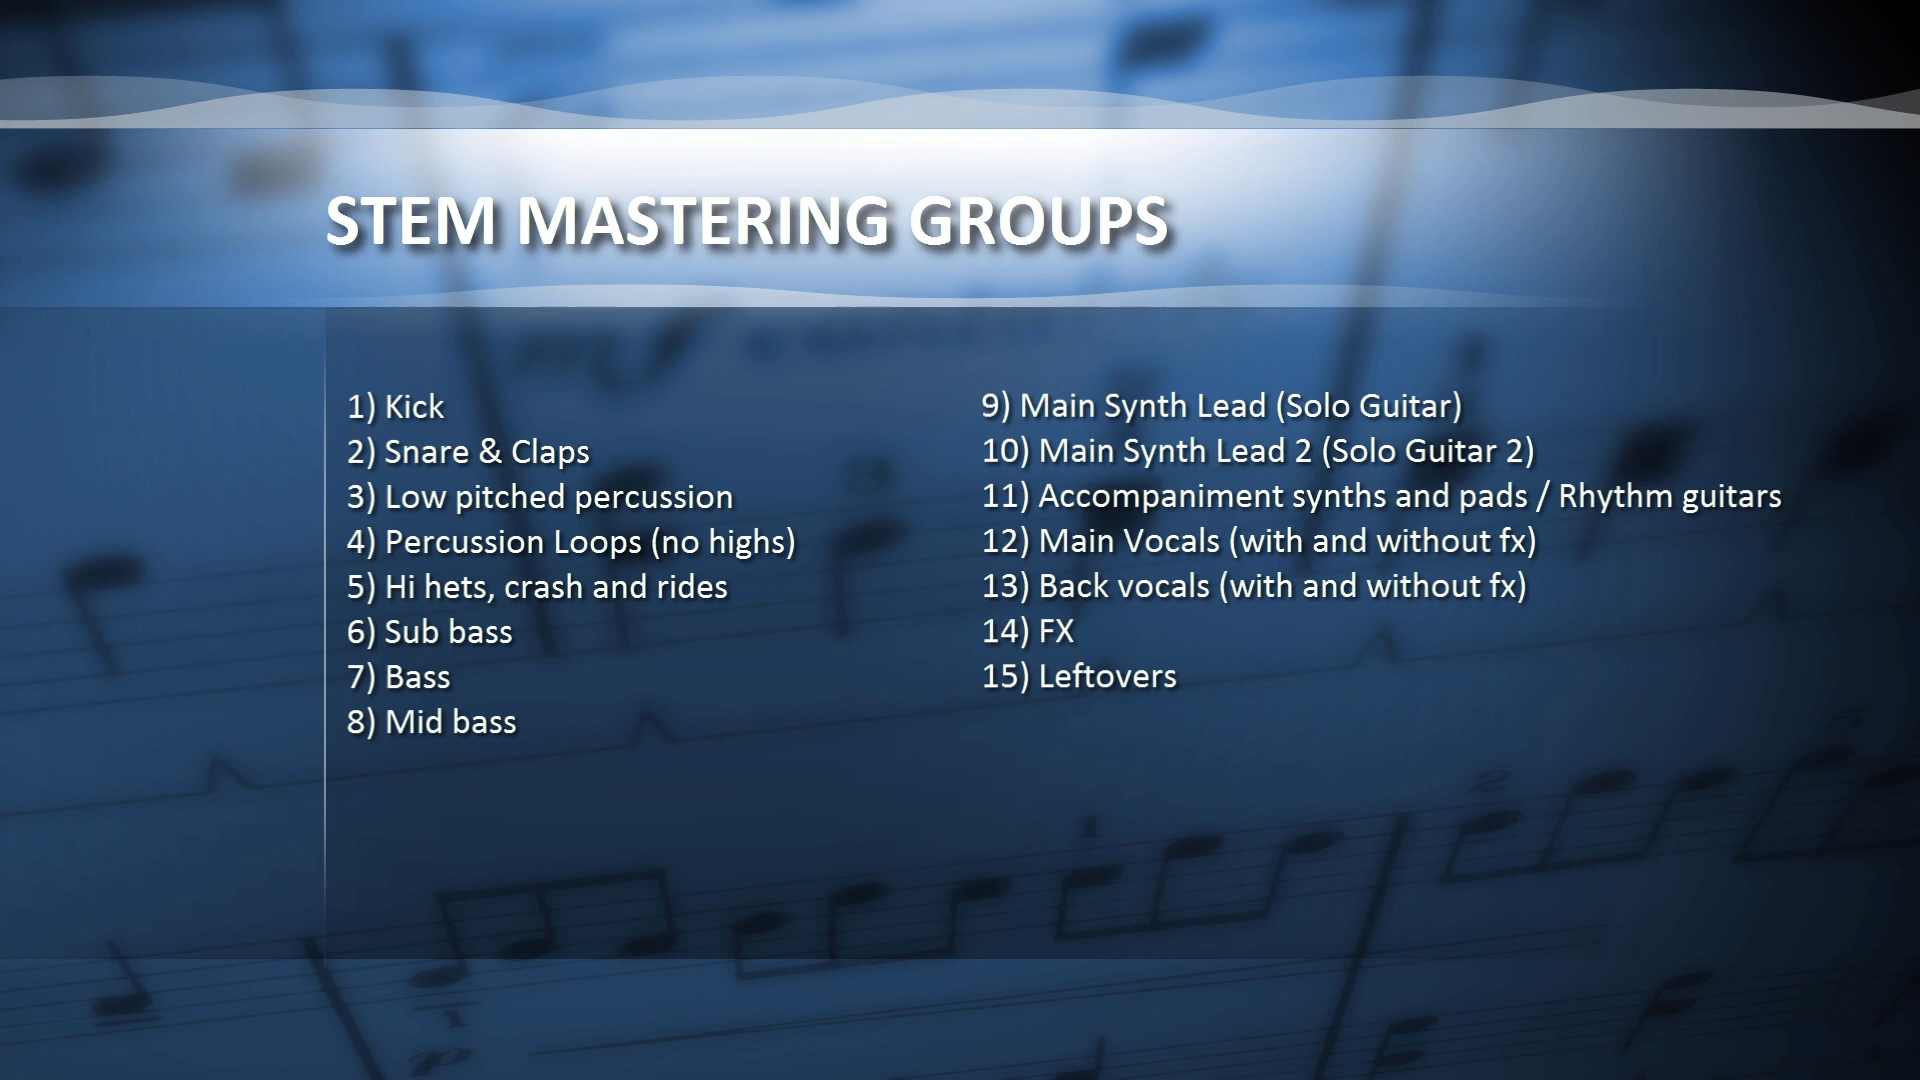 STEM MASTERING GROUPS
1) Kick
2) Snare & Claps
3) Low pitched percussion
4) Percussion Loops (no highs)
5) Hi hets, crash and rides
6) Sub bass
7) Bass
8) Mid bass
9) Main Synth Lead (Solo Guitar)
10) Main Synth Lead 2 (Solo Guitar 2)
11) Accompaniment synths and pads / Rhythm guitars
12) Main Vocals (with and without fx)
13) Back vocals (with and without fx)
14) FX
15) Leftovers